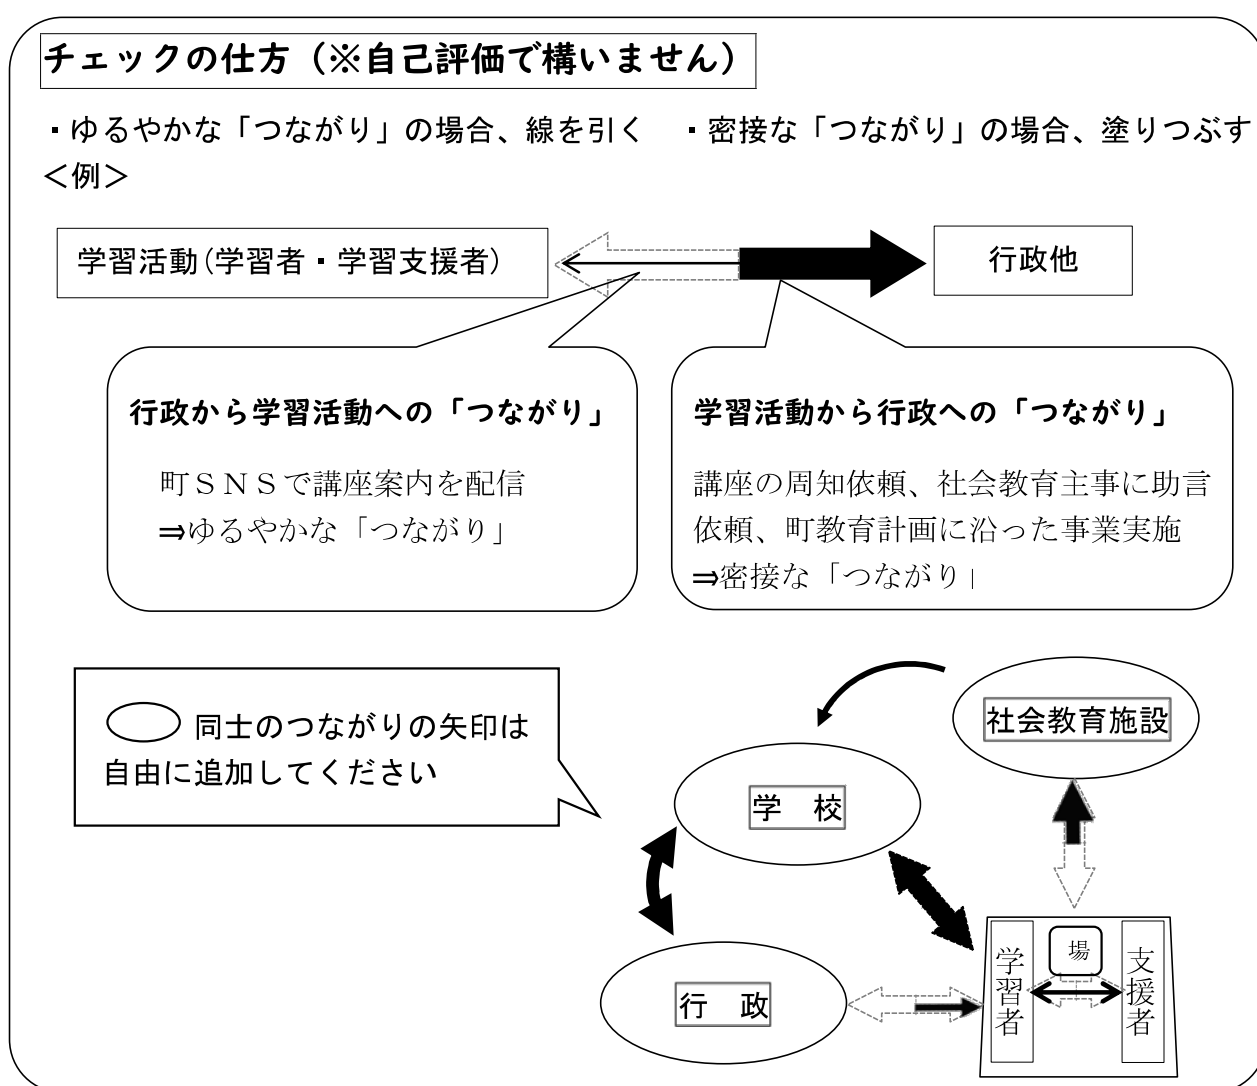 チェックの仕方（※自己評価で構いません）
・ゆるやかな「つながり」の場合、線を引く　・密接な「つながり」の場合、塗りつぶす
＜例＞
学習活動(学習者・学習支援者)
行政他
行政から学習活動への「つながり」
町ＳＮＳで講座案内を配信
⇒ゆるやかな「つながり」
学習活動から行政への「つながり」
講座の周知依頼、社会教育主事に助言
依頼、町教育計画に沿った事業実施
⇒密接な「つながり」
同士のつながりの矢印は
自由に追加してください
社会教育施設
学　校
行　政
学習者
場
支援者